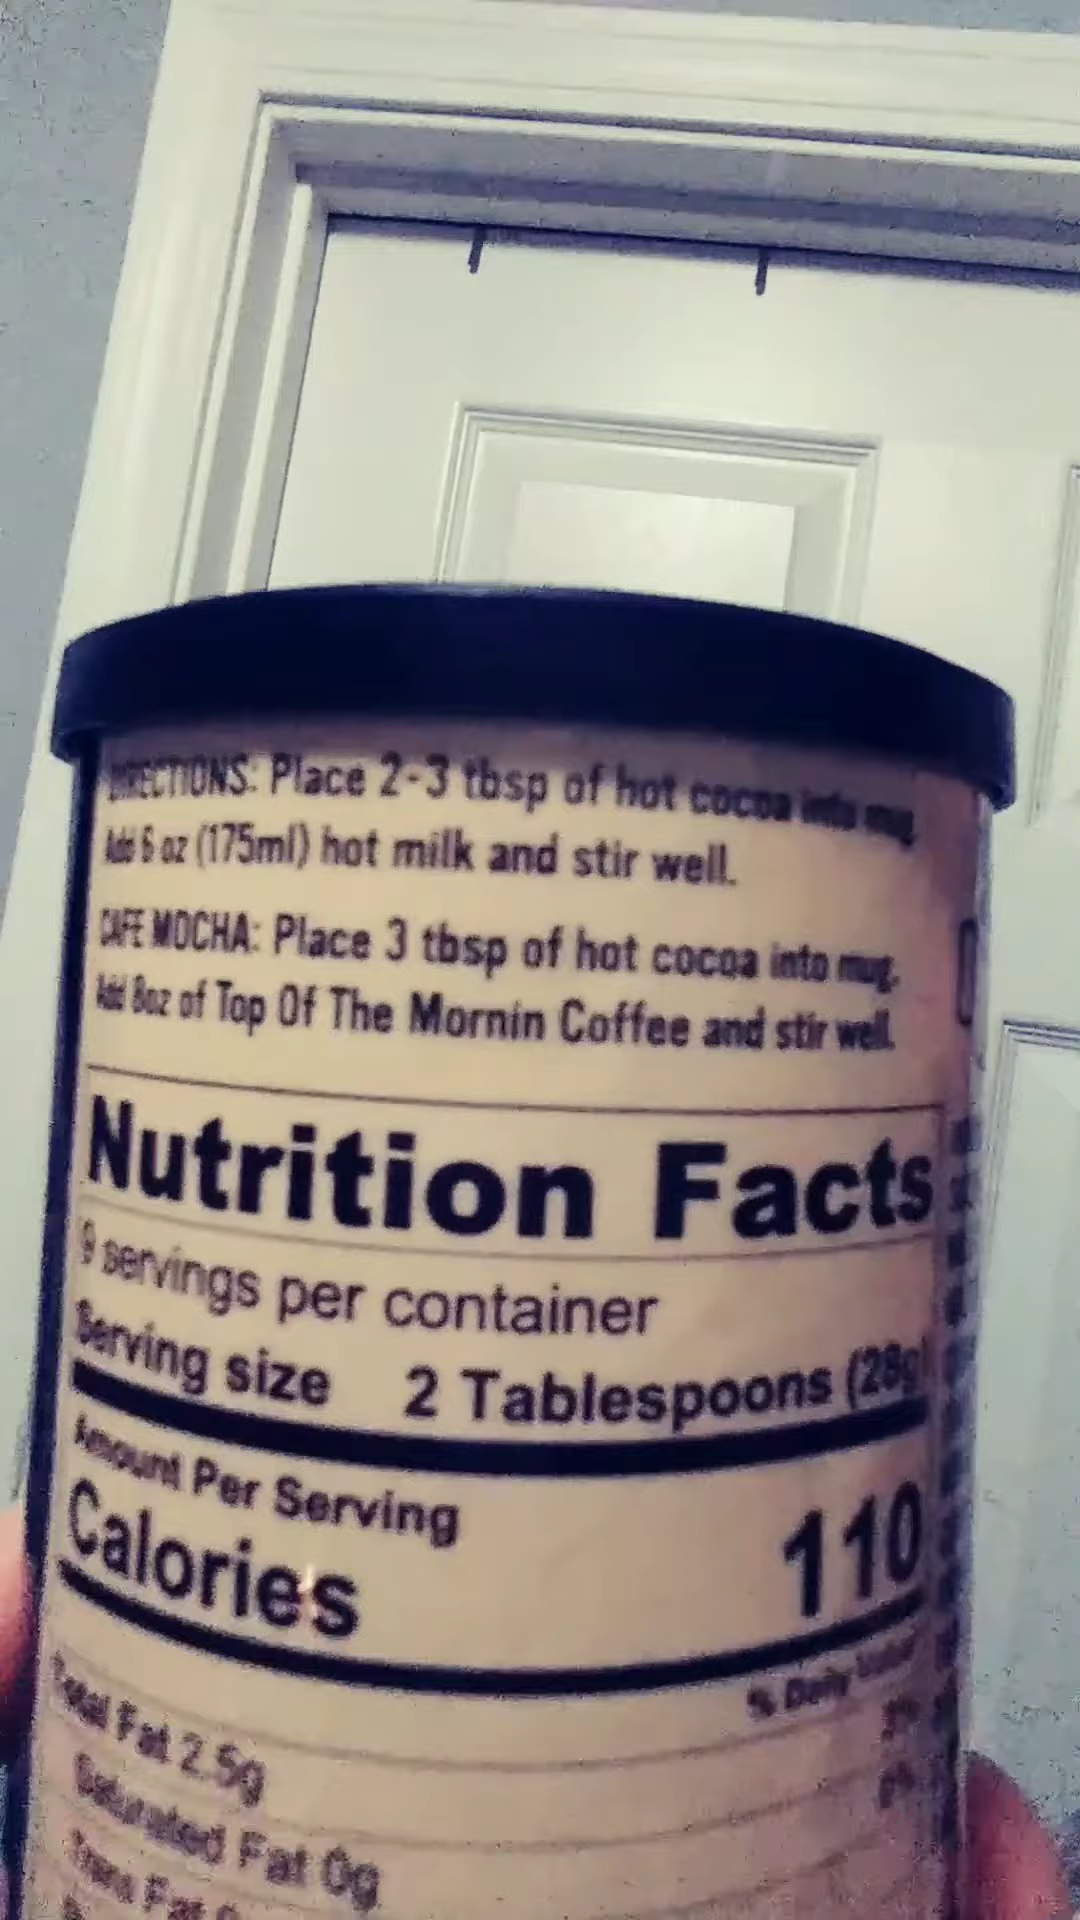 DIRECTIONS: Place 2-3 tbsp of hot cocoa into mug.
Add 6 oz (175ml) hot milk and stir well.
CAFE MOCHA: Place 3 tbsp of hot cocoa into mug.
Add 8oz of Top Of The Mornin Coffee and stir well.
Nutrition Facts
9 servings per container
Serving size 2 Tablespoons (28g)
Amount Per Serving
Calories 110
% Daily Value
Total Fat 2.5g
Saturated Fat 0g
Trans Fat